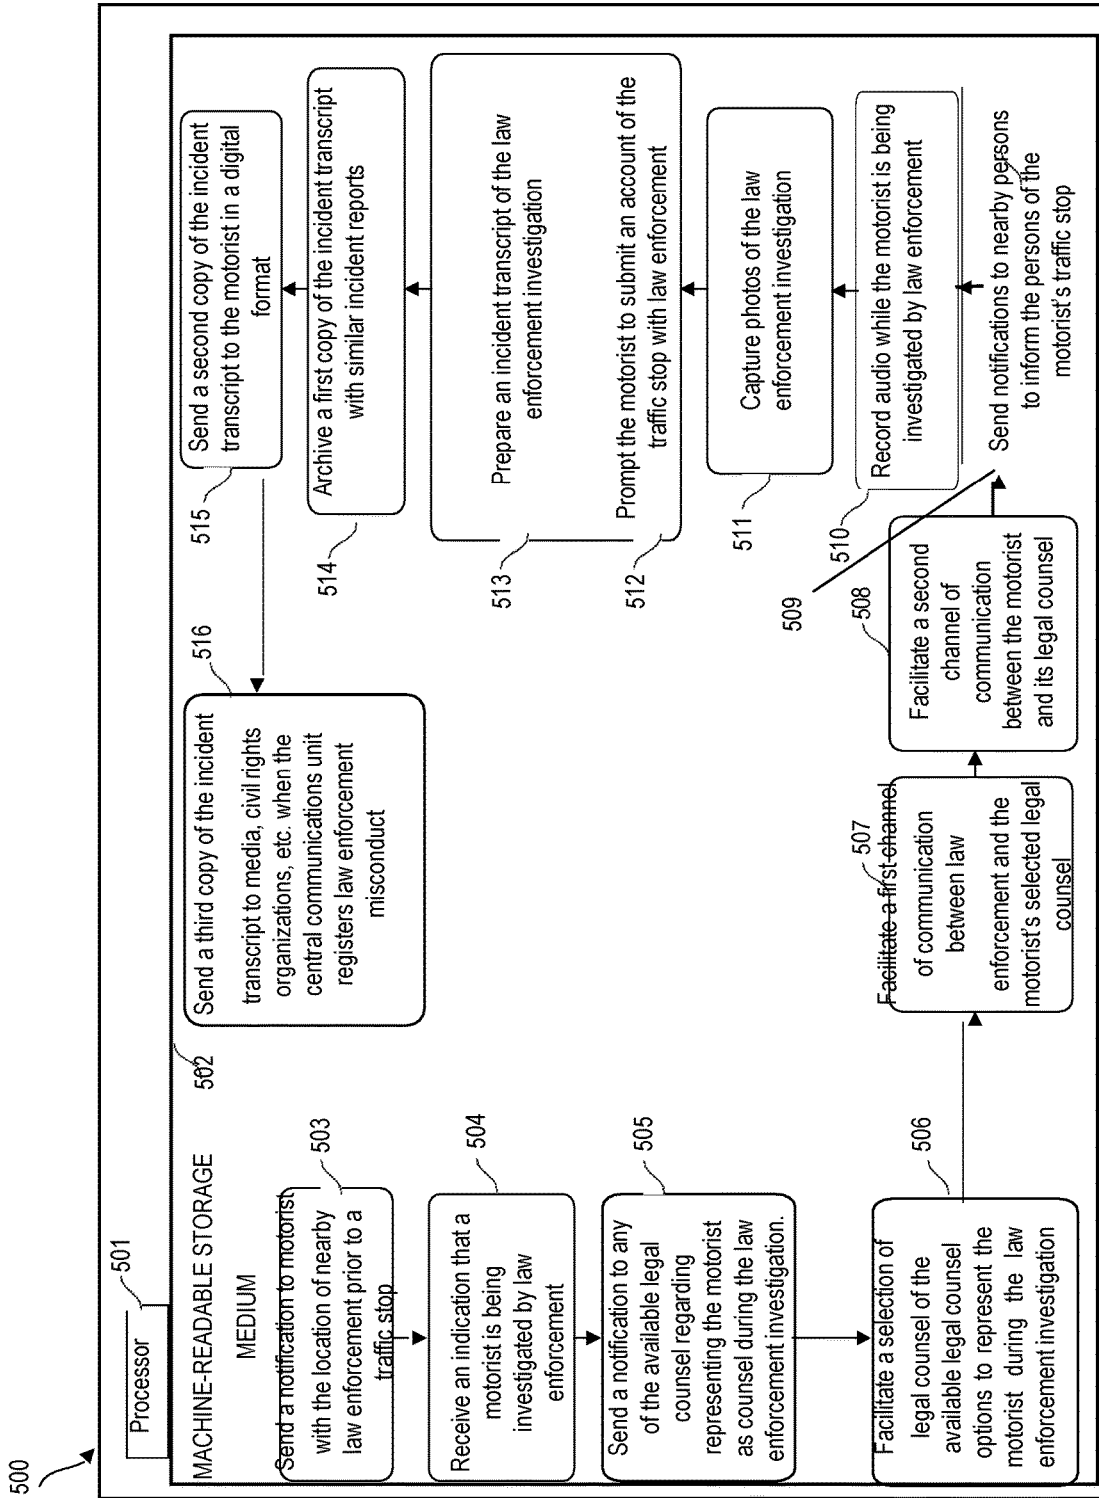 500
Processor
501
MACHINE-READABLE STORAGE
MEDIUM
502
Send a notification to motorist
with the location of nearby
law enforcement prior to a
traffic stop
503
Receive an indication that a
motorist is being
investigated by law
enforcement
504
Send a notification to any
of the available legal
counsel regarding
representing the motorist
as counsel during the law
enforcement investigation.
505
Facilitate a selection of
legal counsel of the
available legal counsel
options to represent the
motorist during the law
enforcement investigation
506
507
Facilitate a first channel
of communication
between law
enforcement and the
motorist's selected legal
counsel
508
Facilitate a second
channel of
communication
between the motorist
and its legal counsel
509
Send notifications to nearby persons
to inform the persons of the
motorist's traffic stop
510
Record audio while the motorist is being
investigated by law enforcement
511
Capture photos of the law
enforcement investigation
512
Prompt the motorist to submit an account of the
traffic stop with law enforcement
513
Prepare an incident transcript of the law
enforcement investigation
514
Archive a first copy of the incident transcript
with similar incident reports
515
Send a second copy of the incident
transcript to the motorist in a digital
format
516
Send a third copy of the incident
transcript to media, civil rights
organizations, etc. when the
central communications unit
registers law enforcement
misconduct